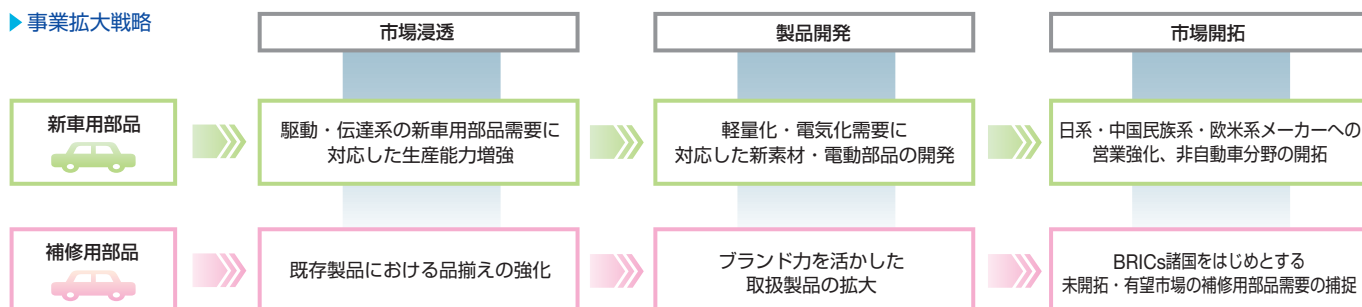 ▶事業拡大戦略
市場浸透
製品開発
市場開拓
新車用部品
駆動・伝達系の新車用部品需要に
対応した生産能力増強
軽量化・電気化需要に
対応した新素材・電動部品の開発
日系・中国民族系・欧米系メーカーへの
営業強化、非自動車分野の開拓
補修用部品
既存製品における品揃えの強化
ブランド力を活かした
取扱製品の拡大
BRICs諸国をはじめとする
未開拓・有望市場の補修用部品需要の捕捉